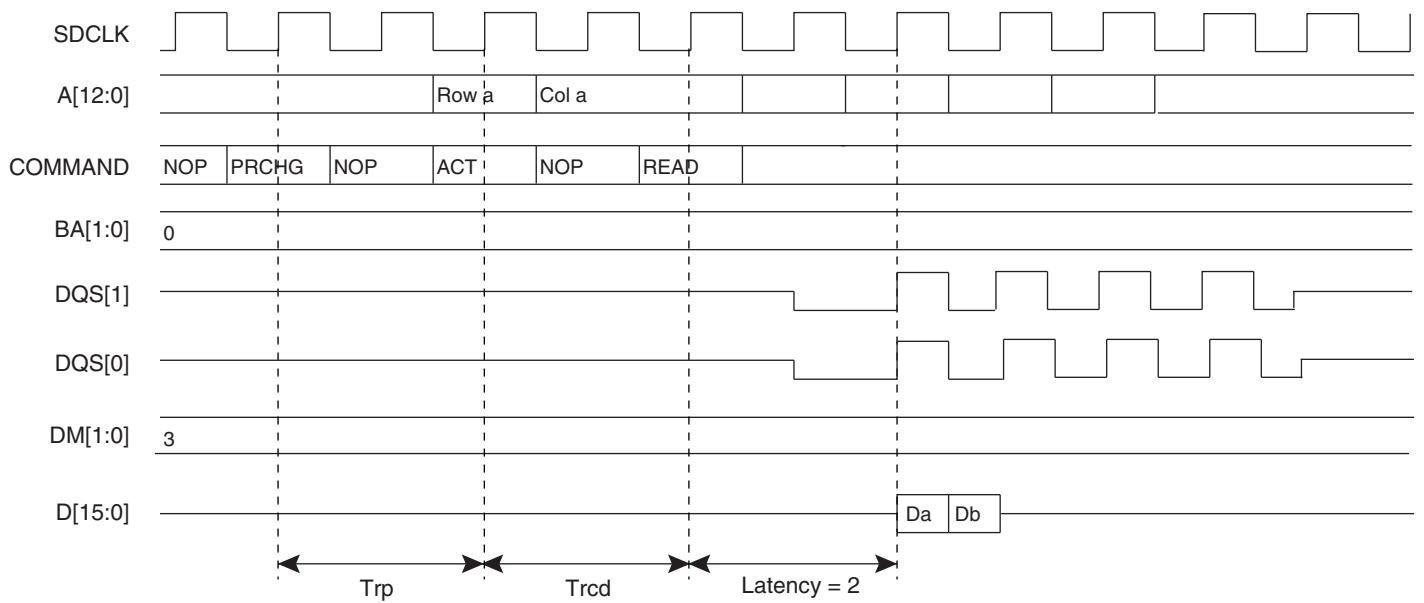 SDCLK
A[12:0] Row a Col a
COMMAND NOP PRCHG NOP ACT NOP READ
BA[1:0] 0
DQS[1]
DQS[0]
DM[1:0] 3
D[15:0] Da Db
Trp Trcd Latency = 2